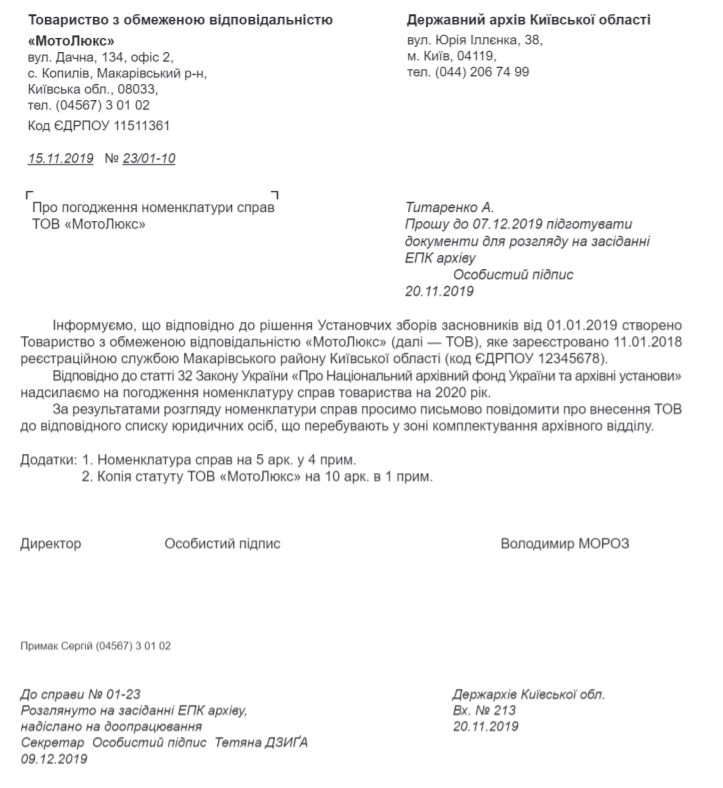 Товариство з обмеженою відповідальністю
«МотоЛюкс»
вул. Дачна, 134, офіс 2,
с. Копилів, Макарівський р-н,
Київська обл., 08033,
тел. (04567) 3 01 02
Код ЄДРПОУ 11511361
15.11.2019 № 23/01-10
Державний архів Київської області
вул. Юрія Іллєнка, 38,
м. Київ, 04119,
тел. (044) 206 74 99
Про погодження номенклатури справ
ТОВ «МотоЛюкс»
Титаренко А.
Прошу до 07.12.2019 підготувати
документи для розгляду на засіданні
ЕПК архіву
Особистий підпис
20.11.2019
Інформуємо, що відповідно до рішення Установчих зборів засновників від 01.01.2019 створено
Товариство з обмеженою відповідальністю «МотоЛюкс» (далі — ТОВ), яке зареєстровано 11.01.2018
реєстраційною службою Макарівського району Київської області (код ЄДРПОУ 12345678).
Відповідно до статті 32 Закону України «Про Національний архівний фонд України та архівні установи»
надсилаємо на погодження номенклатуру справ товариства на 2020 рік.
За результатами розгляду номенклатури справ просимо письмово повідомити про внесення ТОВ
до відповідного списку юридичних осіб, що перебувають у зоні комплектування архівного відділу.
Додатки: 1. Номенклатура справ на 5 арк. у 4 прим.
2. Копія статуту ТОВ «МотоЛюкс» на 10 арк. в 1 прим.
Директор Особистий підпис Володимир МОРОЗ
Примак Сергій (04567) 3 01 02
До справи № 01-23
Розглянуто на засіданні ЕПК архіву,
надіслано на доопрацювання
Секретар Особистий підпис Тетяна ДЗИҐА
09.12.2019
Держархів Київської обл.
Вх. № 213
20.11.2019